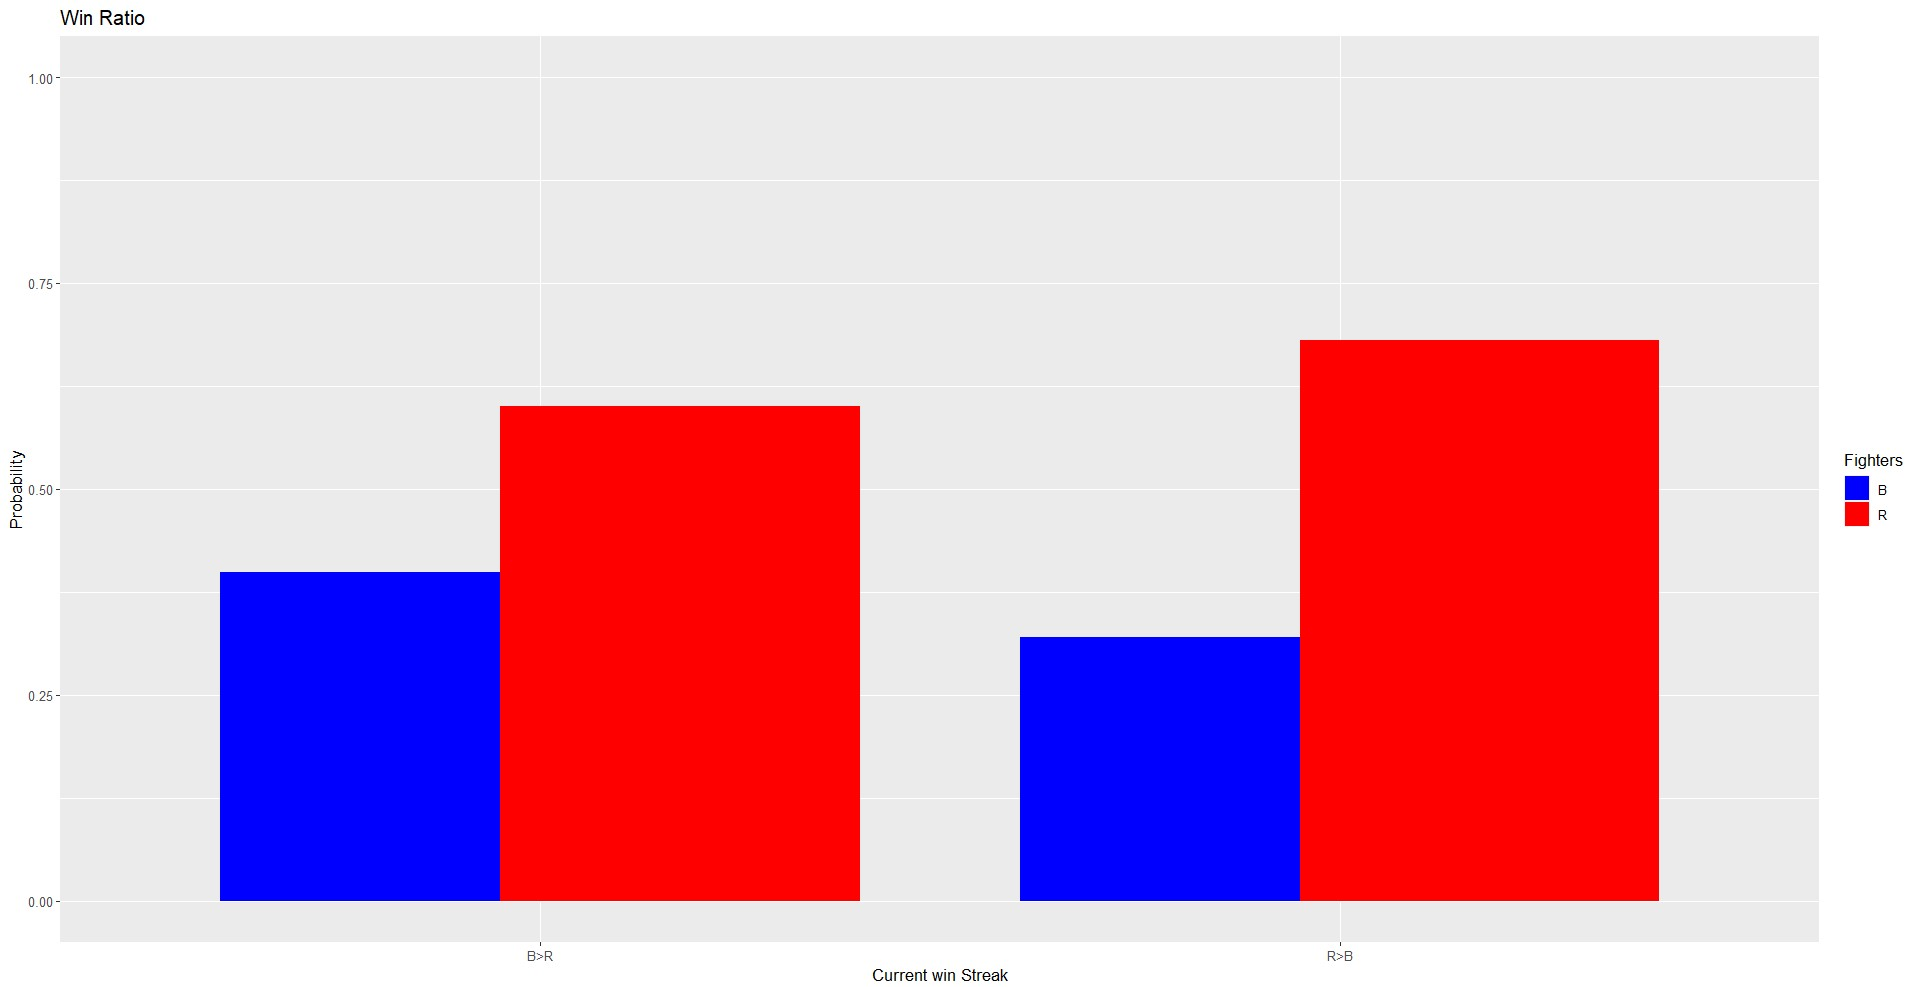 Win Ratio
1.00
0.75
0.50
0.25
0.00
Probability
B>R
R>B
Current win Streak
Fighters
B
R